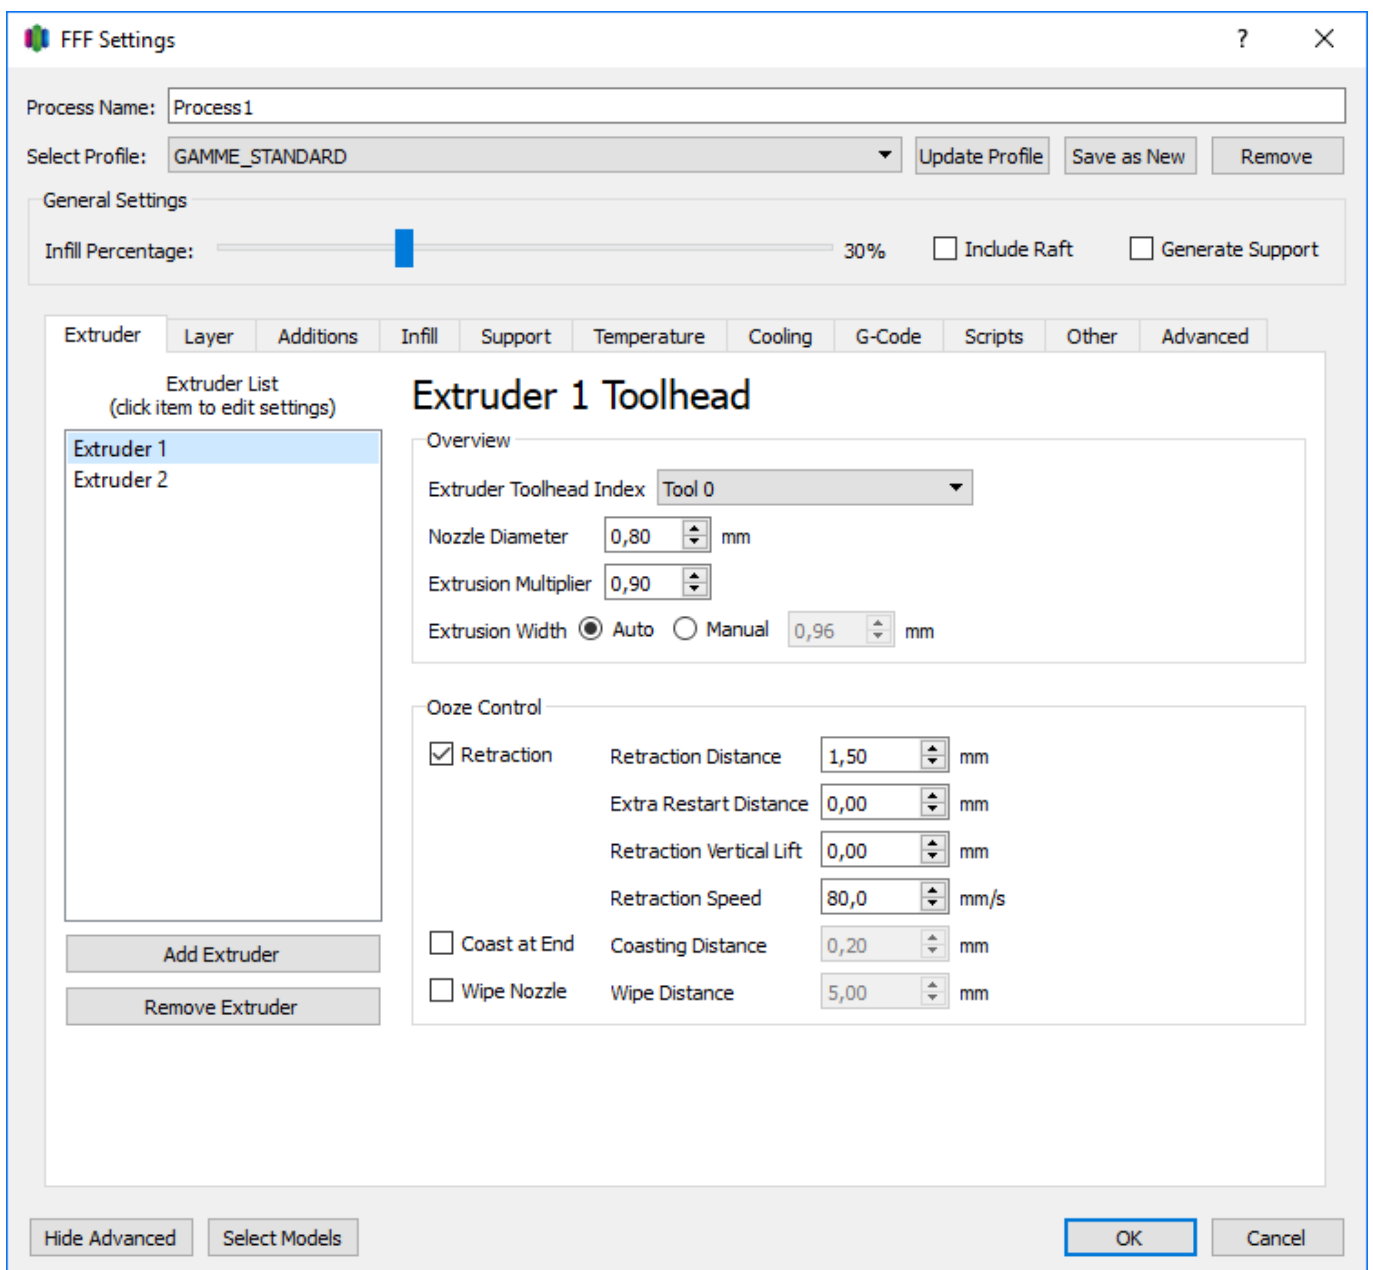 FFF Settings ?
Process Name: Process1
Select Profile: GAMME_STANDARD Update Profile Save as New Remove
General Settings
Infill Percentage: 30% Include Raft Generate Support
Extruder Layer Additions Infill Support Temperature Cooling G-Code Scripts Other Advanced
Extruder List
(click item to edit settings)
Extruder 1
Extruder 2
Add Extruder
Remove Extruder
Extruder 1 Toolhead
Overview
Extruder Toolhead Index Tool 0
Nozzle Diameter 0,80 mm
Extrusion Multiplier 0,90
Extrusion Width Auto Manual 0,96 mm
Ooze Control
Retraction Retraction Distance 1,50 mm
Extra Restart Distance 0,00 mm
Retraction Vertical Lift 0,00 mm
Retraction Speed 80,0 mm/s
Coast at End Coasting Distance 0,20 mm
Wipe Nozzle Wipe Distance 5,00 mm
Hide Advanced Select Models OK Cancel